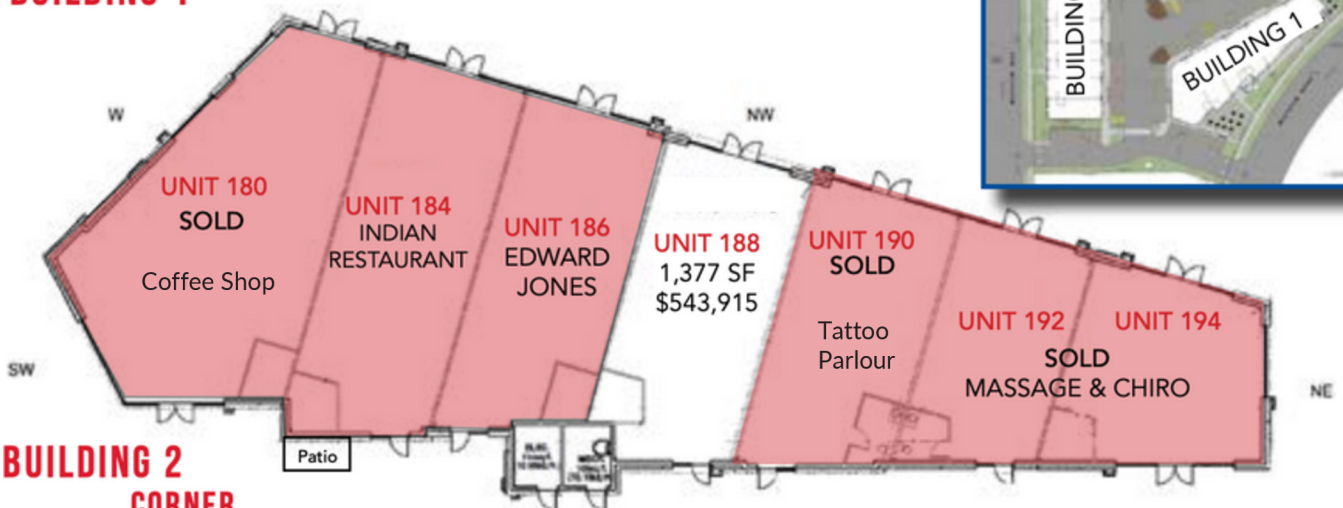 BUILDING 1
W
NW
UNIT 180
SOLD
Coffee Shop
UNIT 184
INDIAN
RESTAURANT
UNIT 186
EDWARD
JONES
UNIT 188
1,377 SF
$543,915
UNIT 190
SOLD
Tattoo
Parlour
UNIT 192
UNIT 194
SOLD
MASSAGE & CHIRO
SW
NE
Patio
BUILDING 2
CORNER
BUILDING
BUILDING 1